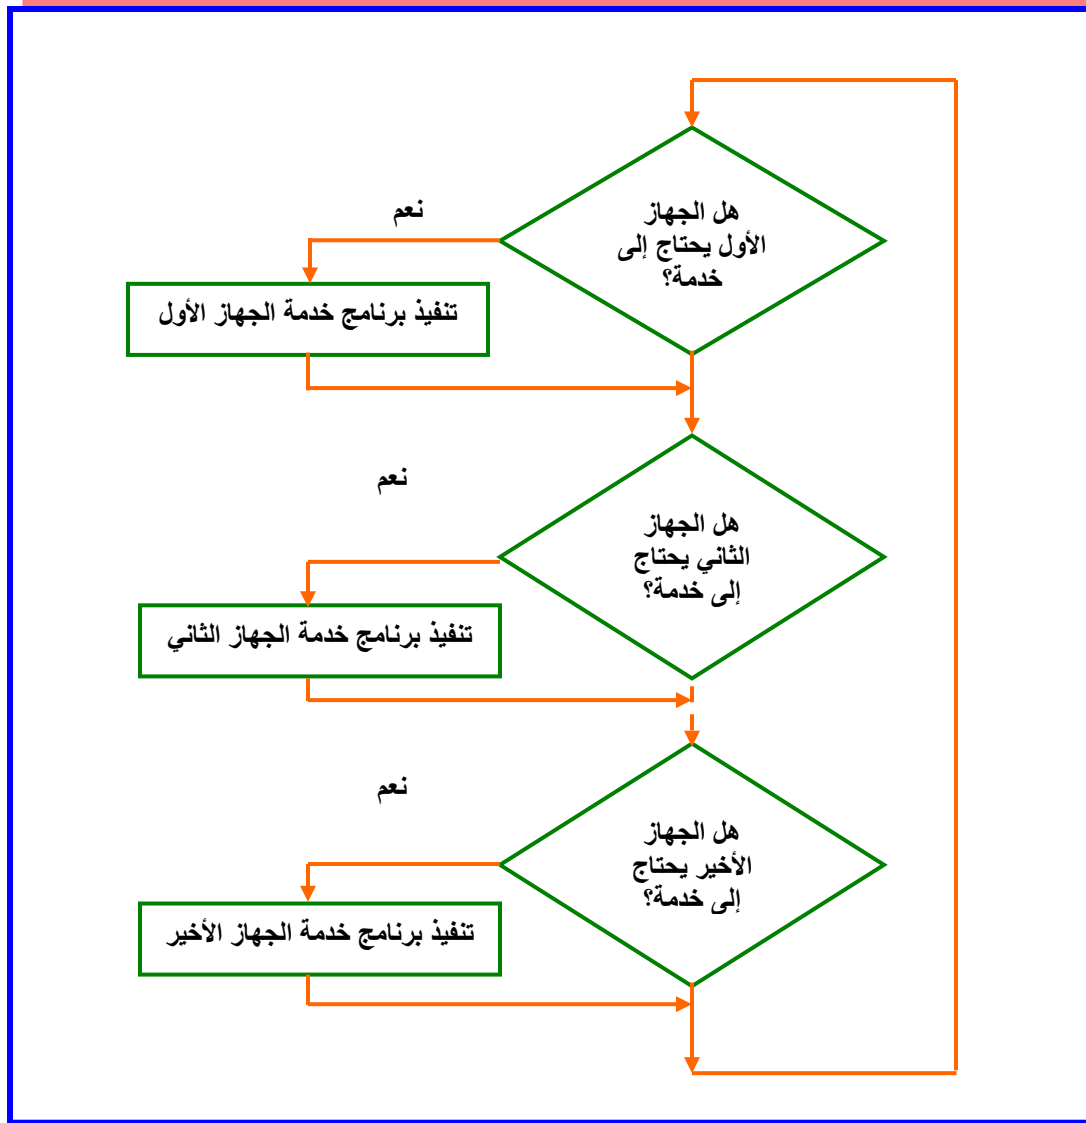 هل الجهاز
الأول يحتاج إلى
خدمة؟
نعم
تنفيذ برنامج خدمة الجهاز الأول
هل الجهاز
الثاني يحتاج
إلى خدمة؟
نعم
تنفيذ برنامج خدمة الجهاز الثاني
هل الجهاز
الأخير يحتاج
إلى خدمة؟
نعم
تنفيذ برنامج خدمة الجهاز الأخير